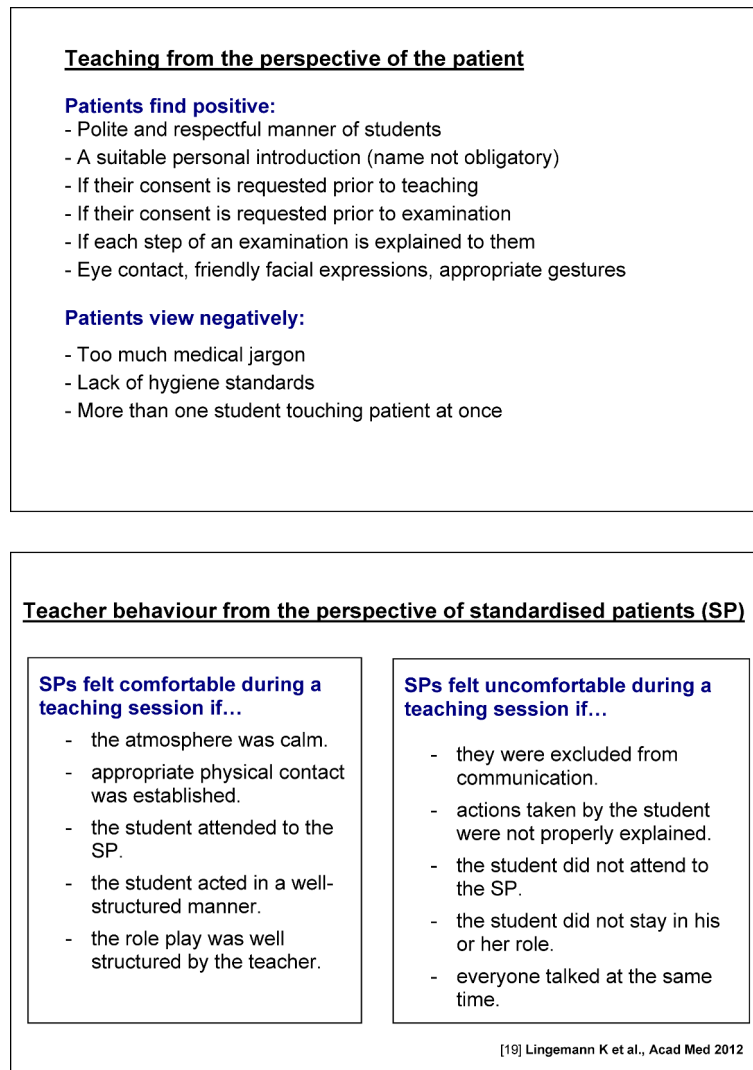 Teaching from the perspective of the patient
Patients find positive:
- Polite and respectful manner of students
- A suitable personal introduction (name not obligatory)
- If their consent is requested prior to teaching
- If their consent is requested prior to examination
- If each step of an examination is explained to them
- Eye contact, friendly facial expressions, appropriate gestures
Patients view negatively:
- Too much medical jargon
- Lack of hygiene standards
- More than one student touching patient at once
Teacher behaviour from the perspective of standardised patients (SP)
SPs felt comfortable during a
teaching session if...
- the atmosphere was calm.
- appropriate physical contact
was established.
- the student attended to the
SP.
- the student acted in a well-
structured manner.
- the role play was well
structured by the teacher.
SPs felt uncomfortable during a
teaching session if...
- they were excluded from
communication.
- actions taken by the student
were not properly explained.
- the student did not attend to
the SP.
- the student did not stay in his
or her role.
- everyone talked at the same
time.
[19] Lingemann K et al., Acad Med 2012